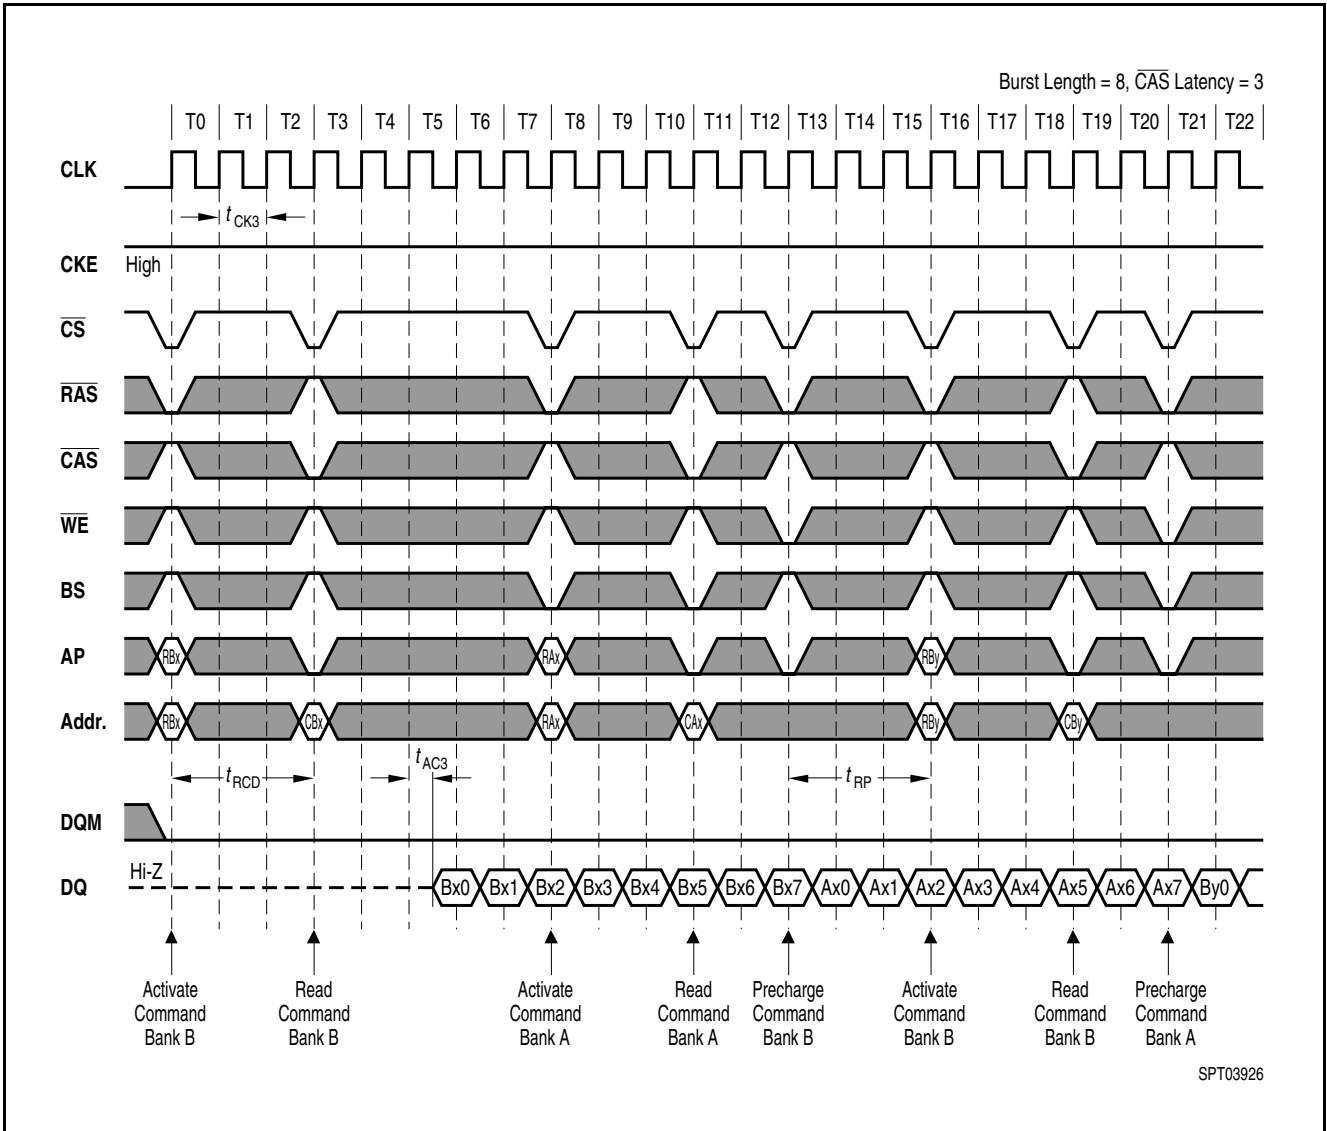 Burst Length = 8, CAS Latency = 3
T0 T1 T2 T3 T4 T5 T6 T7 T8 T9 T10 T11 T12 T13 T14 T15 T16 T17 T18 T19 T20 T21 T22
CLK
t CK3
CKE High
CS
RAS
CAS
WE
BS
AP RBx RAx RBy
Addr. RBx CBx RAx CAx RBy CBy
t RCD t AC3 t RP
DQM
Hi-Z
DQ Bx0 Bx1 Bx2 Bx3 Bx4 Bx5 Bx6 Bx7 Ax0 Ax1 Ax2 Ax3 Ax4 Ax5 Ax6 Ax7 By0
Activate Command Bank B
Read Command Bank B
Activate Command Bank A
Read Command Bank A
Precharge Command Bank B
Activate Command Bank B
Read Command Bank B
Precharge Command Bank A
SPT03926